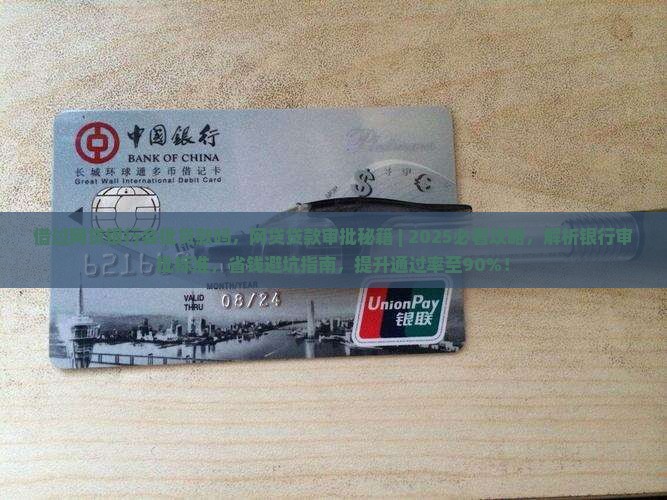 中国银行
BANK OF CHINA
长城环球通多币借记卡
Great Wall International Debit Card
Platinum
网贷贷款审批秘籍 | 2025必看攻略，解析银行审
省钱避坑指南，提升通过率至90%！
6216
MONTH/YEAR
VALID
THRU
08/24
UnionPay
银联